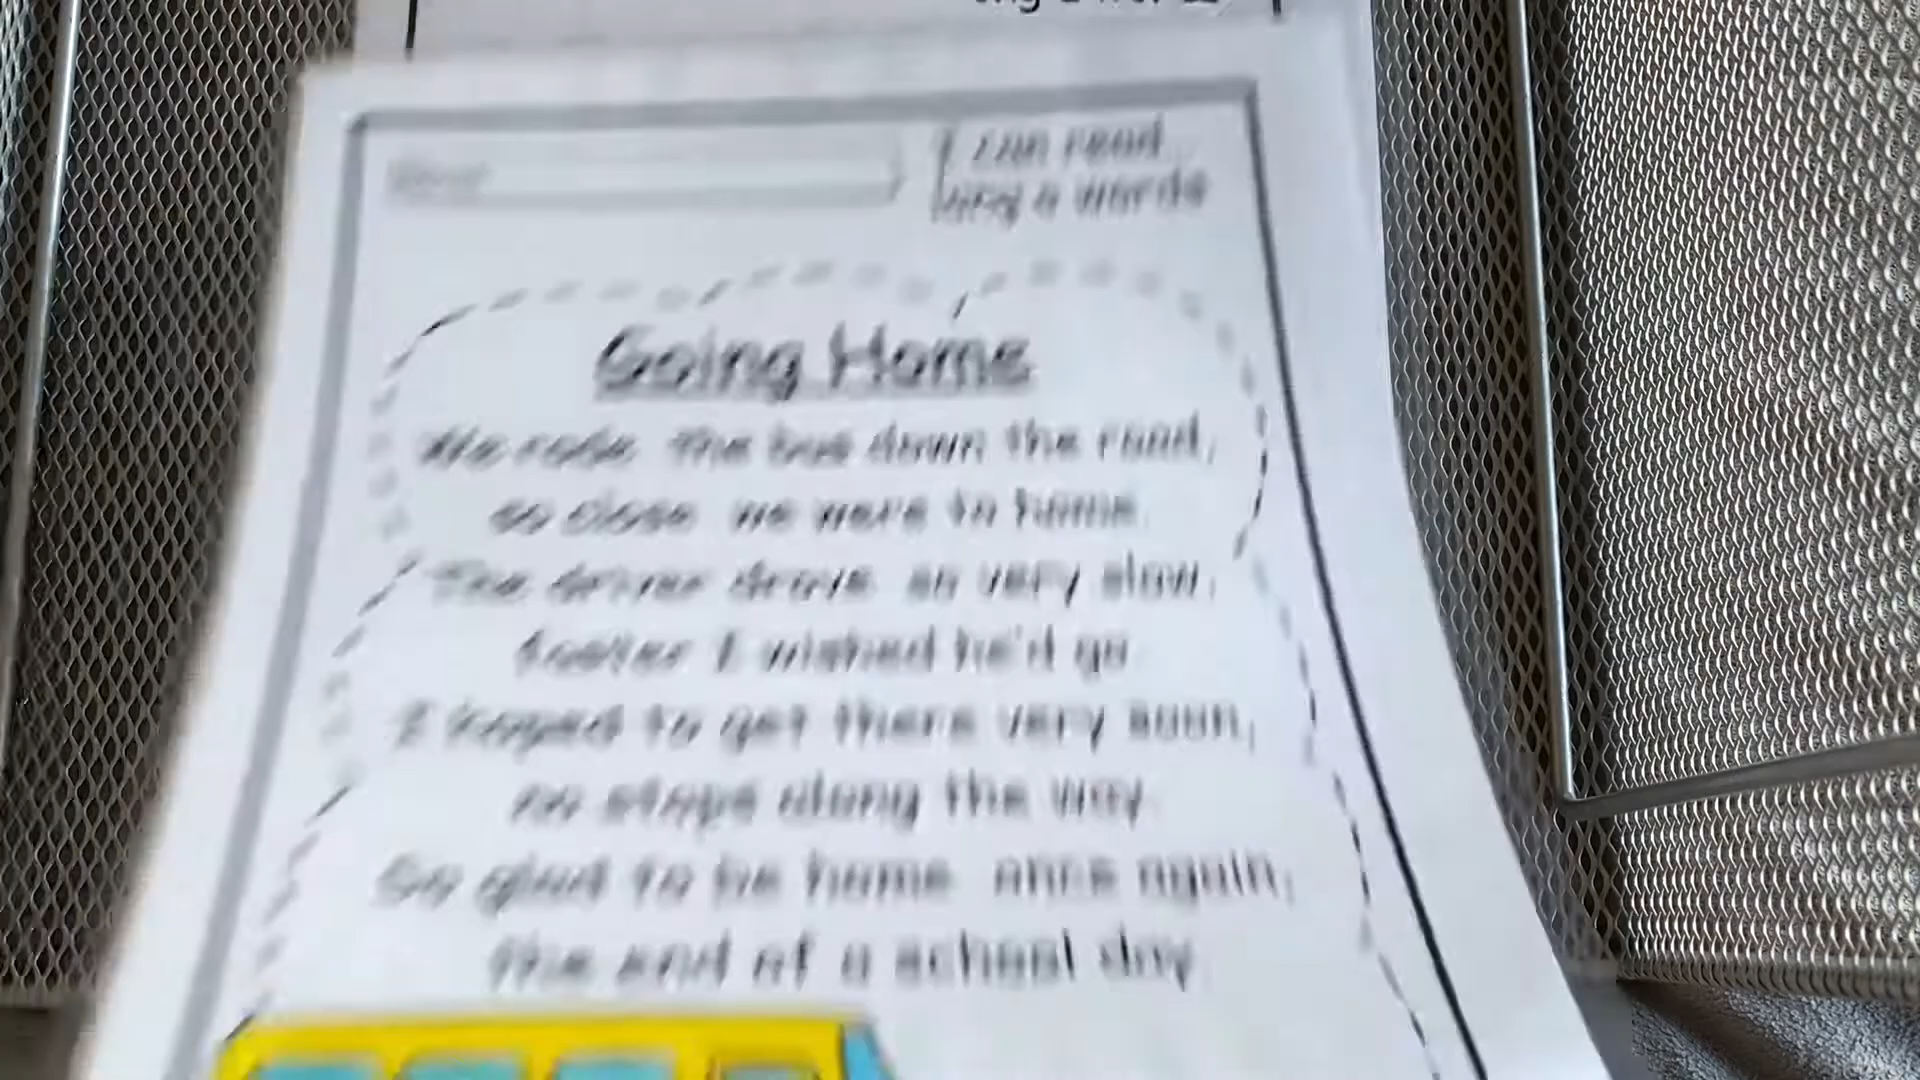 Name
I can read
long o words
Going Home
We rode the bus down the road,
so close we were to home.
The driver drove so very slow,
faster I wished he'd go.
I hoped to get there very soon,
no stops along the way.
So glad to be home once again,
the end of a school day.